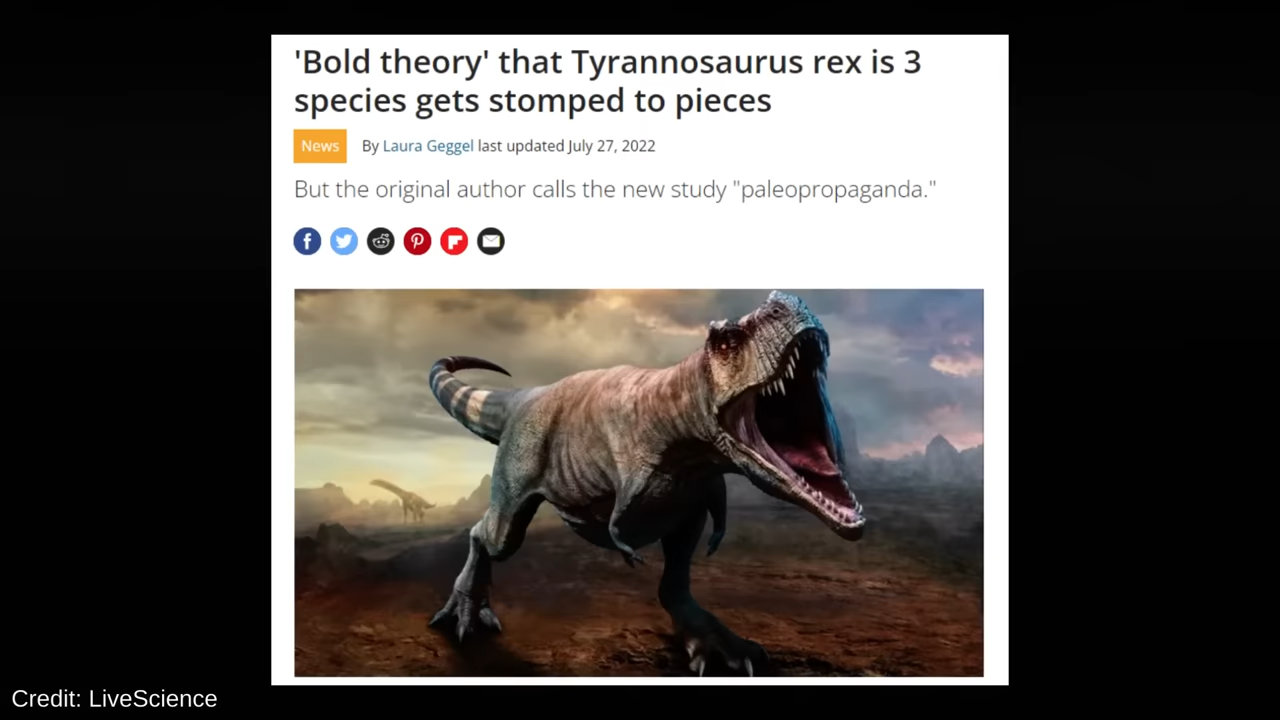 'Bold theory' that Tyrannosaurus rex is 3
species gets stomped to pieces
News By Laura Geggel last updated July 27, 2022
But the original author calls the new study "paleopropaganda."
Credit: LiveScience